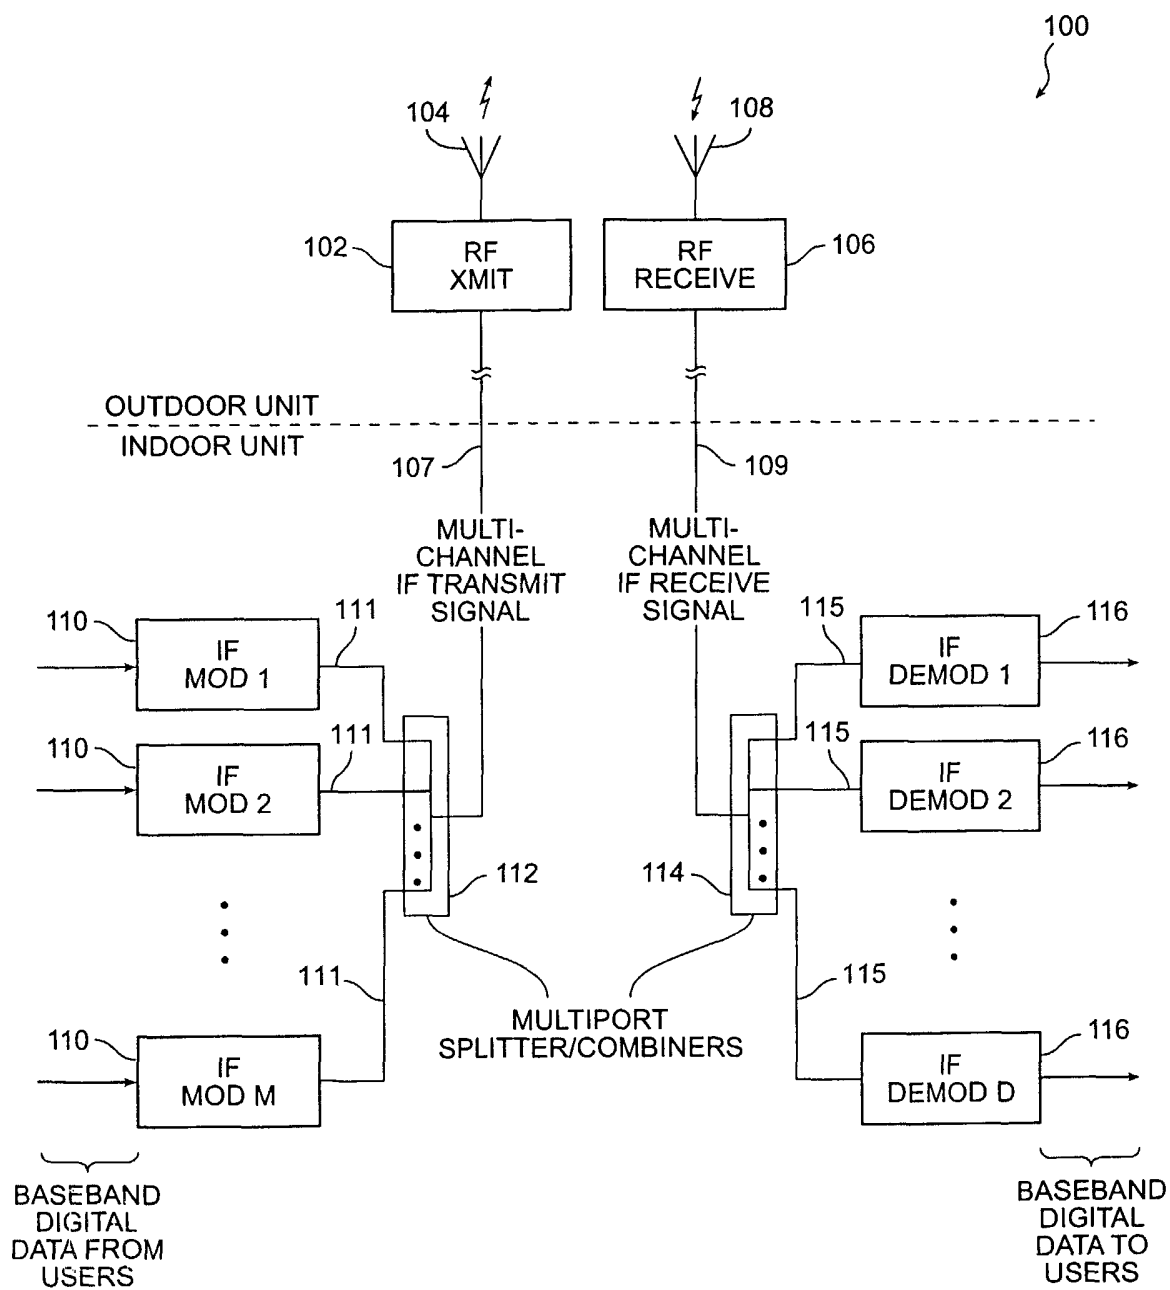 100
104
108
102
RF
XMIT
RF
RECEIVE
106
OUTDOOR UNIT
INDOOR UNIT
107
109
MULTI-
CHANNEL
IF TRANSMIT
SIGNAL
MULTI-
CHANNEL
IF RECEIVE
SIGNAL
110
IF
MOD 1
111
115
IF
DEMOD 1
116
110
IF
MOD 2
111
115
IF
DEMOD 2
116
112
114
111
115
MULTIPORT
SPLITTER/COMBINERS
110
IF
MOD M
IF
DEMOD D
116
BASEBAND
DIGITAL
DATA FROM
USERS
BASEBAND
DIGITAL
DATA TO
USERS